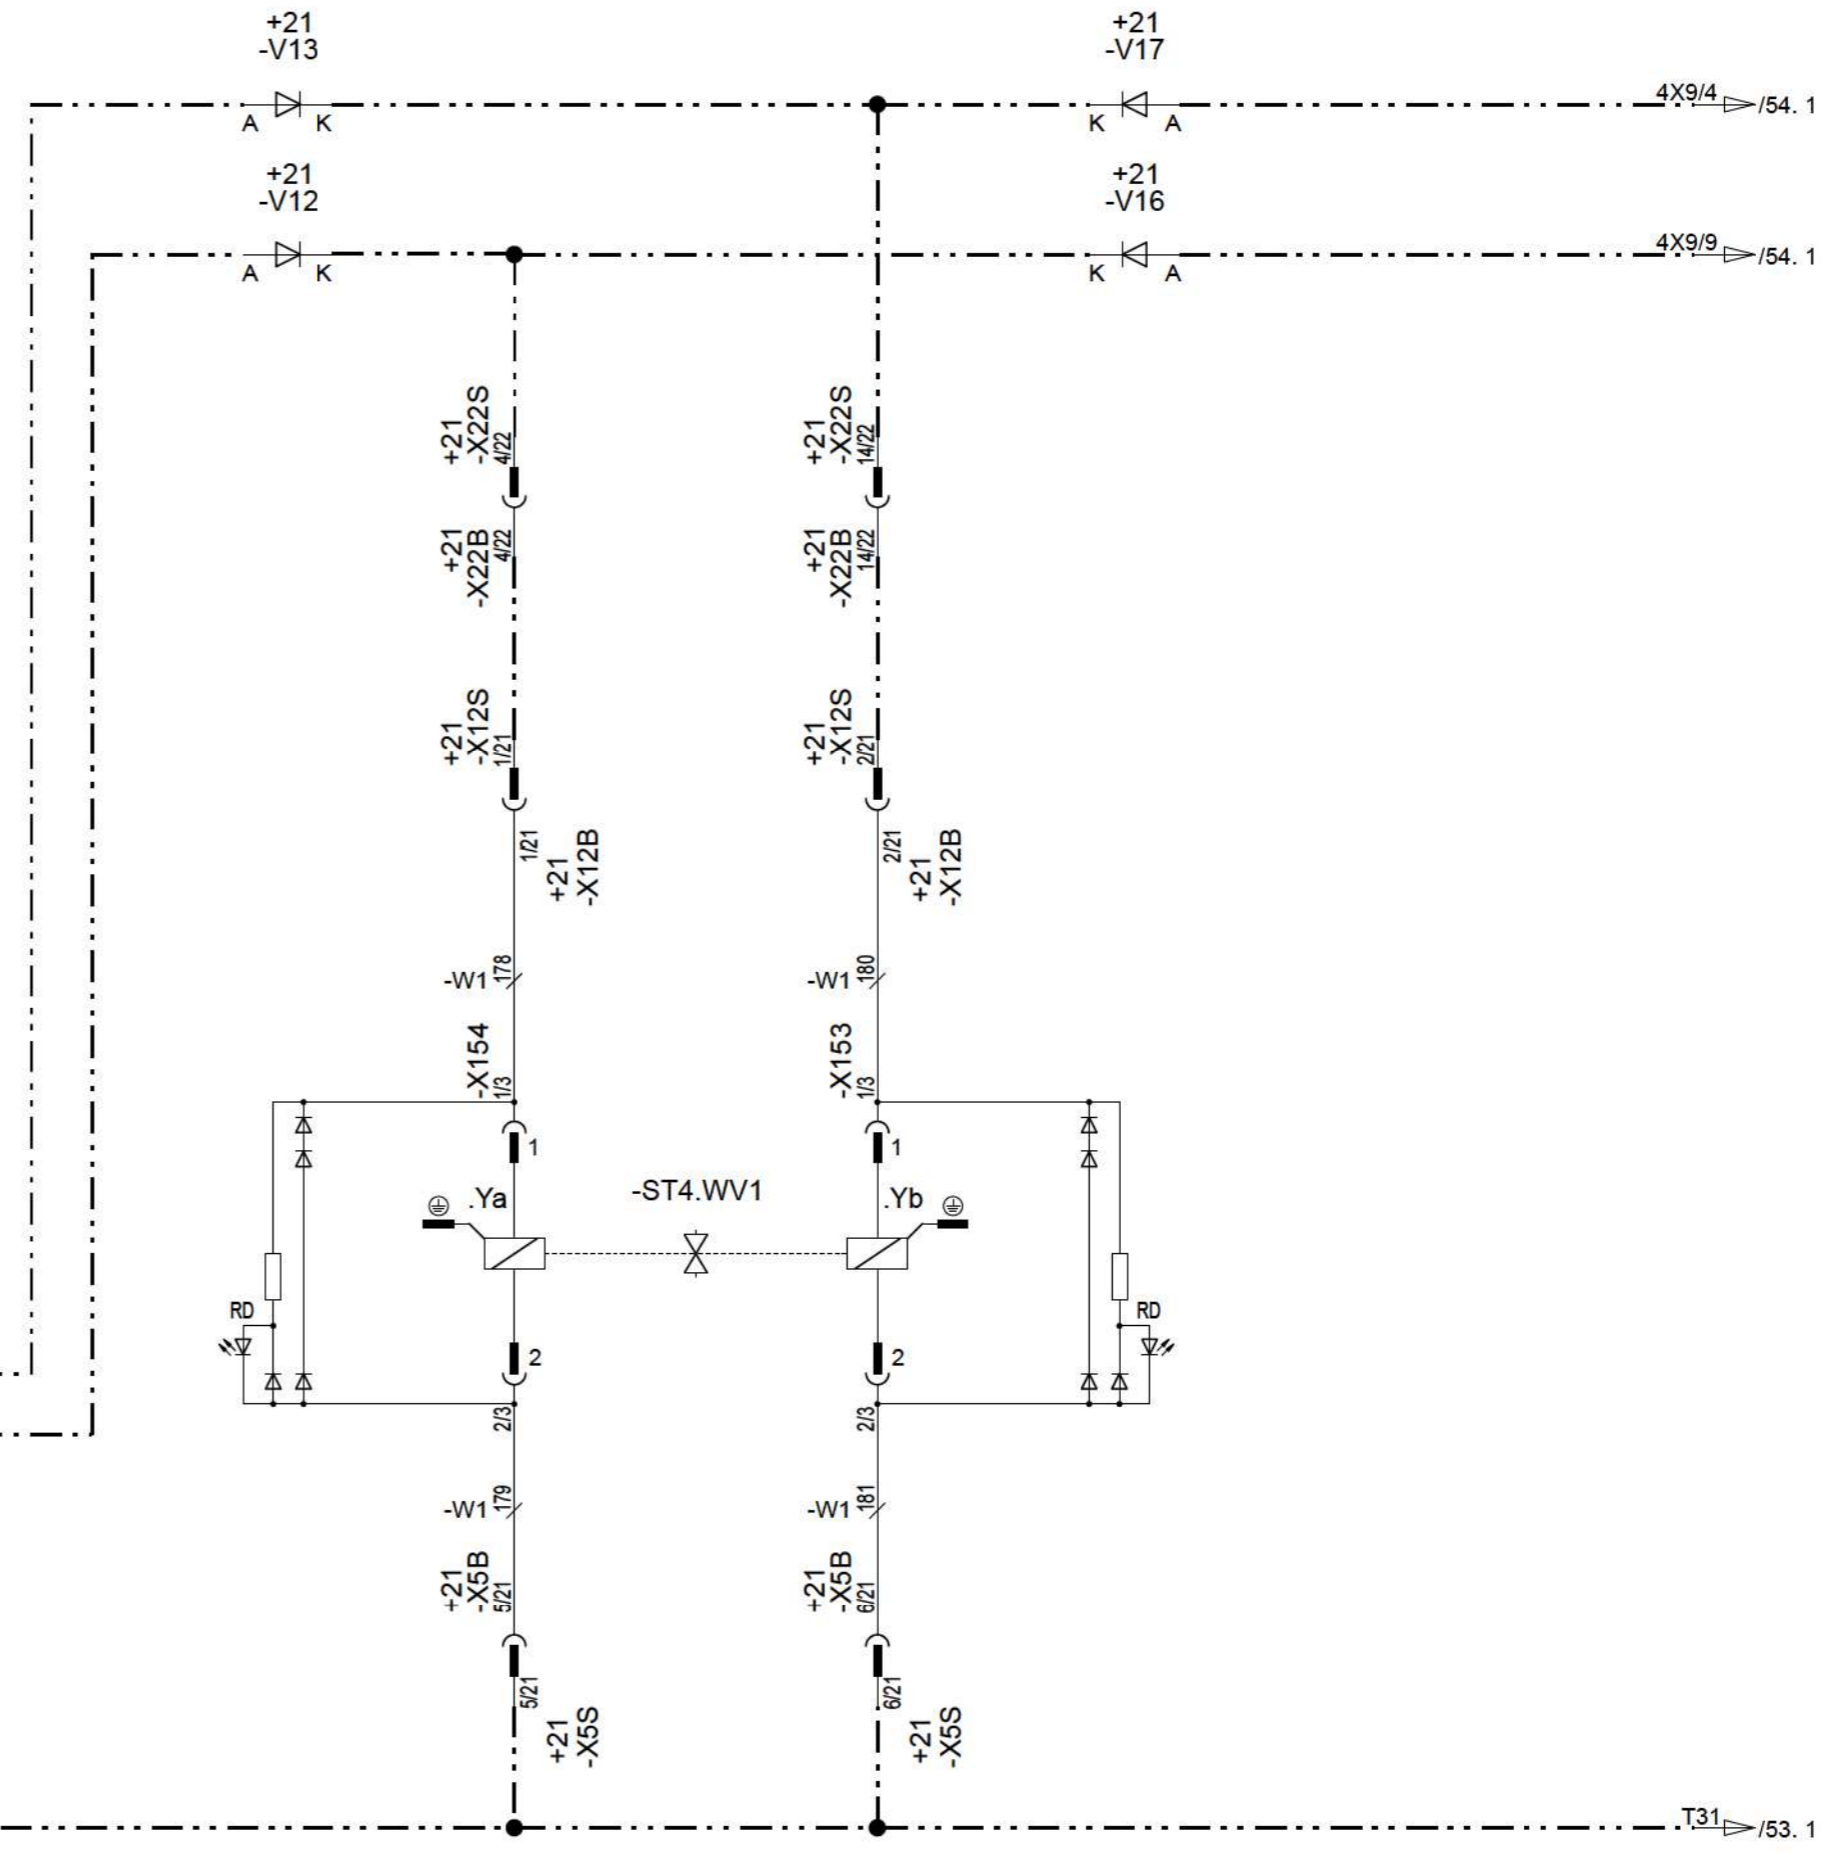 +21
-V13
+21
-V17
A
K
K
A
4X9/4
/54. 1
+21
-V12
+21
-V16
A
K
K
A
4X9/9
/54. 1
+21
-X22S
4/22
+21
-X22S
14/22
+21
-X22B
4/22
+21
-X22B
14/22
+21
-X12S
1/21
+21
-X12S
2/21
1/21
+21
-X12B
2/21
+21
-X12B
-W1
178
-W1
180
-X154
1/3
-X153
1/3
1
1
.Ya
-ST4.WV1
.Yb
RD
RD
2
2
2/3
2/3
-W1
179
-W1
181
+21
-X5B
5/21
+21
-X5B
6/21
5/21
+21
-X5S
6/21
+21
-X5S
T31
/53. 1